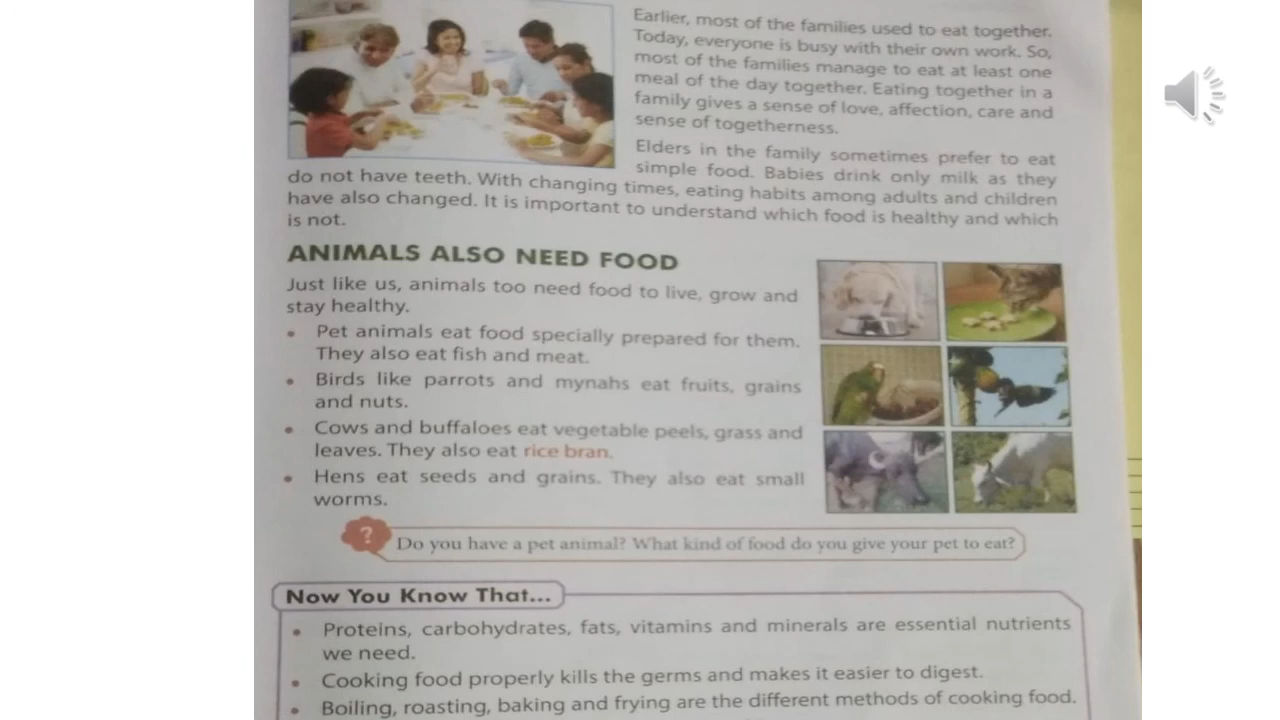 Earlier, most of the families used to eat together.
Today, everyone is busy with their own work. So,
most of the families manage to eat at least one
meal of the day together. Eating together in a
family gives a sense of love, affection, care and
sense of togetherness.
Elders in the family sometimes prefer to eat
simple food. Babies drink only milk as they
do not have teeth. With changing times, eating habits among adults and children
have also changed. It is important to understand which food is healthy and which
is not.
ANIMALS ALSO NEED FOOD
Just like us, animals too need food to live, grow and
stay healthy.
• Pet animals eat food specially prepared for them.
They also eat fish and meat.
• Birds like parrots and mynahs eat fruits, grains
and nuts.
• Cows and buffaloes eat vegetable peels, grass and
leaves. They also eat rice bran.
• Hens eat seeds and grains. They also eat small
worms.
? Do you have a pet animal? What kind of food do you give your pet to eat?
Now You Know That...
• Proteins, carbohydrates, fats, vitamins and minerals are essential nutrients
we need.
• Cooking food properly kills the germs and makes it easier to digest.
• Boiling, roasting, baking and frying are the different methods of cooking food.